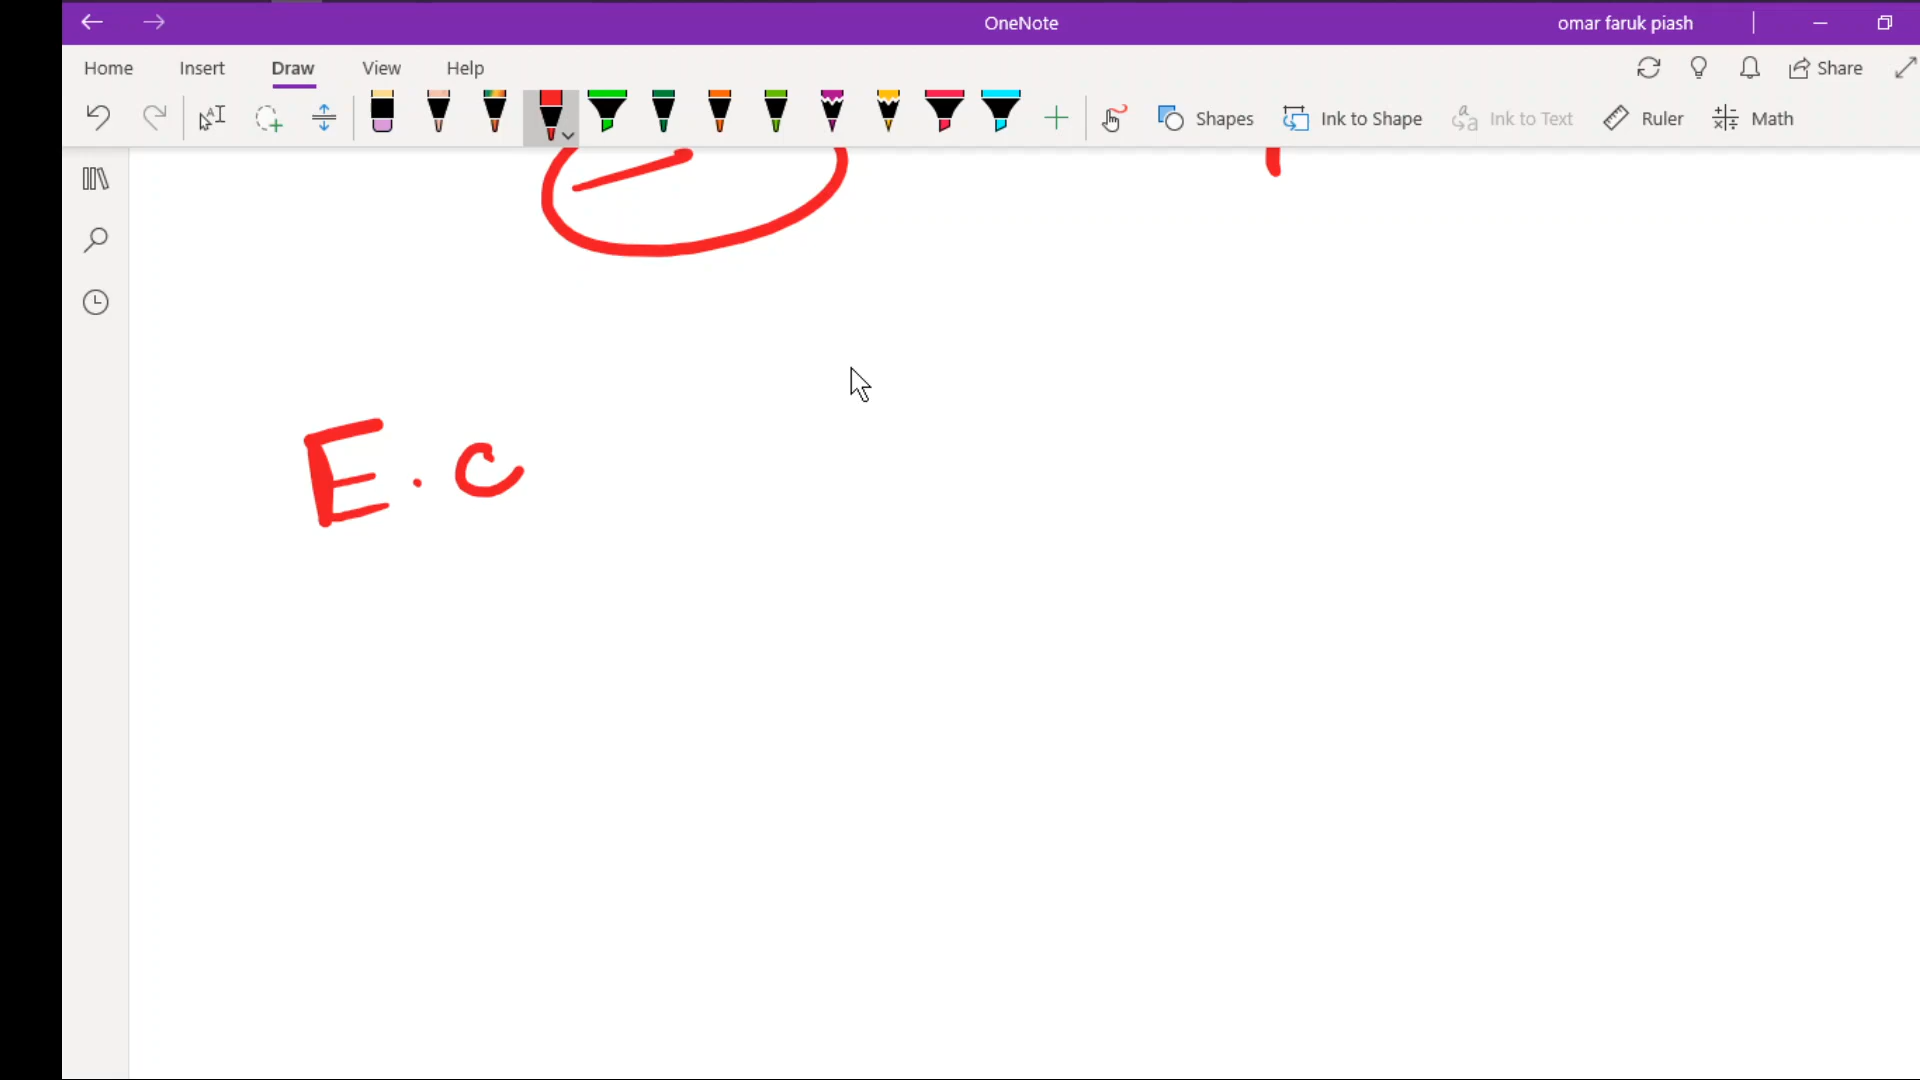 OneNote
omar faruk piash
Home Insert Draw View Help
Share
Shapes Ink to Shape Ink to Text Ruler Math
E. c